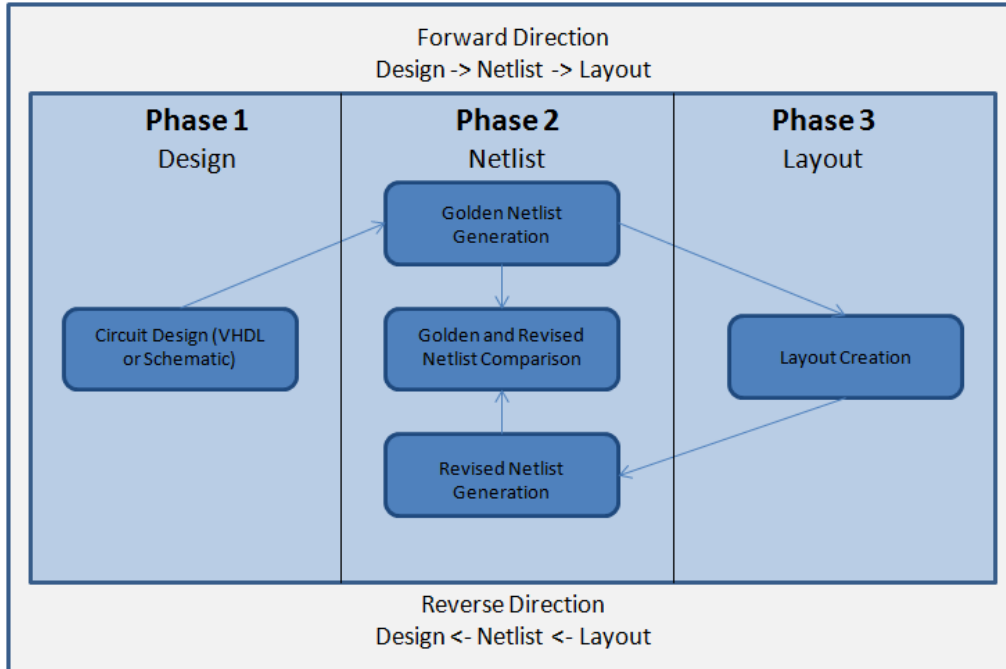 Forward Direction
Design -> Netlist -> Layout
Phase 1
Design
Phase 2
Netlist
Phase 3
Layout
Golden Netlist
Generation
Circuit Design (VHDL
or Schematic)
Golden and Revised
Netlist Comparison
Layout Creation
Revised Netlist
Generation
Reverse Direction
Design <- Netlist <- Layout